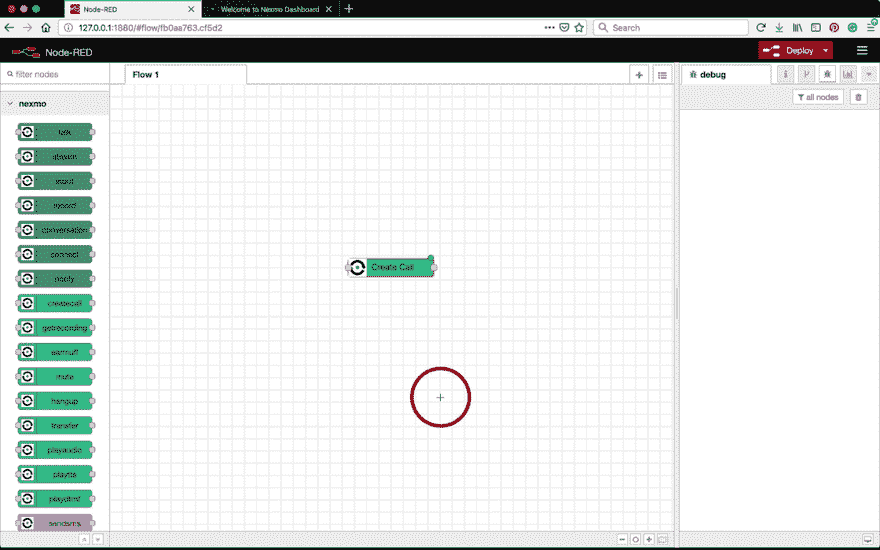 Node-RED
Welcome to Nexmo Dashboard
127.0.0.1:1880/#flow/fb0aa763.cf5d2
Search
Node-RED
Deploy
filter nodes
Flow 1
debug
all nodes
nexmo
talk
stream
input
record
conversation
connect
notify
createcall
getrecording
earmuff
mute
hangup
transfer
playaudio
playtts
playdtmf
sendsms
Create Call